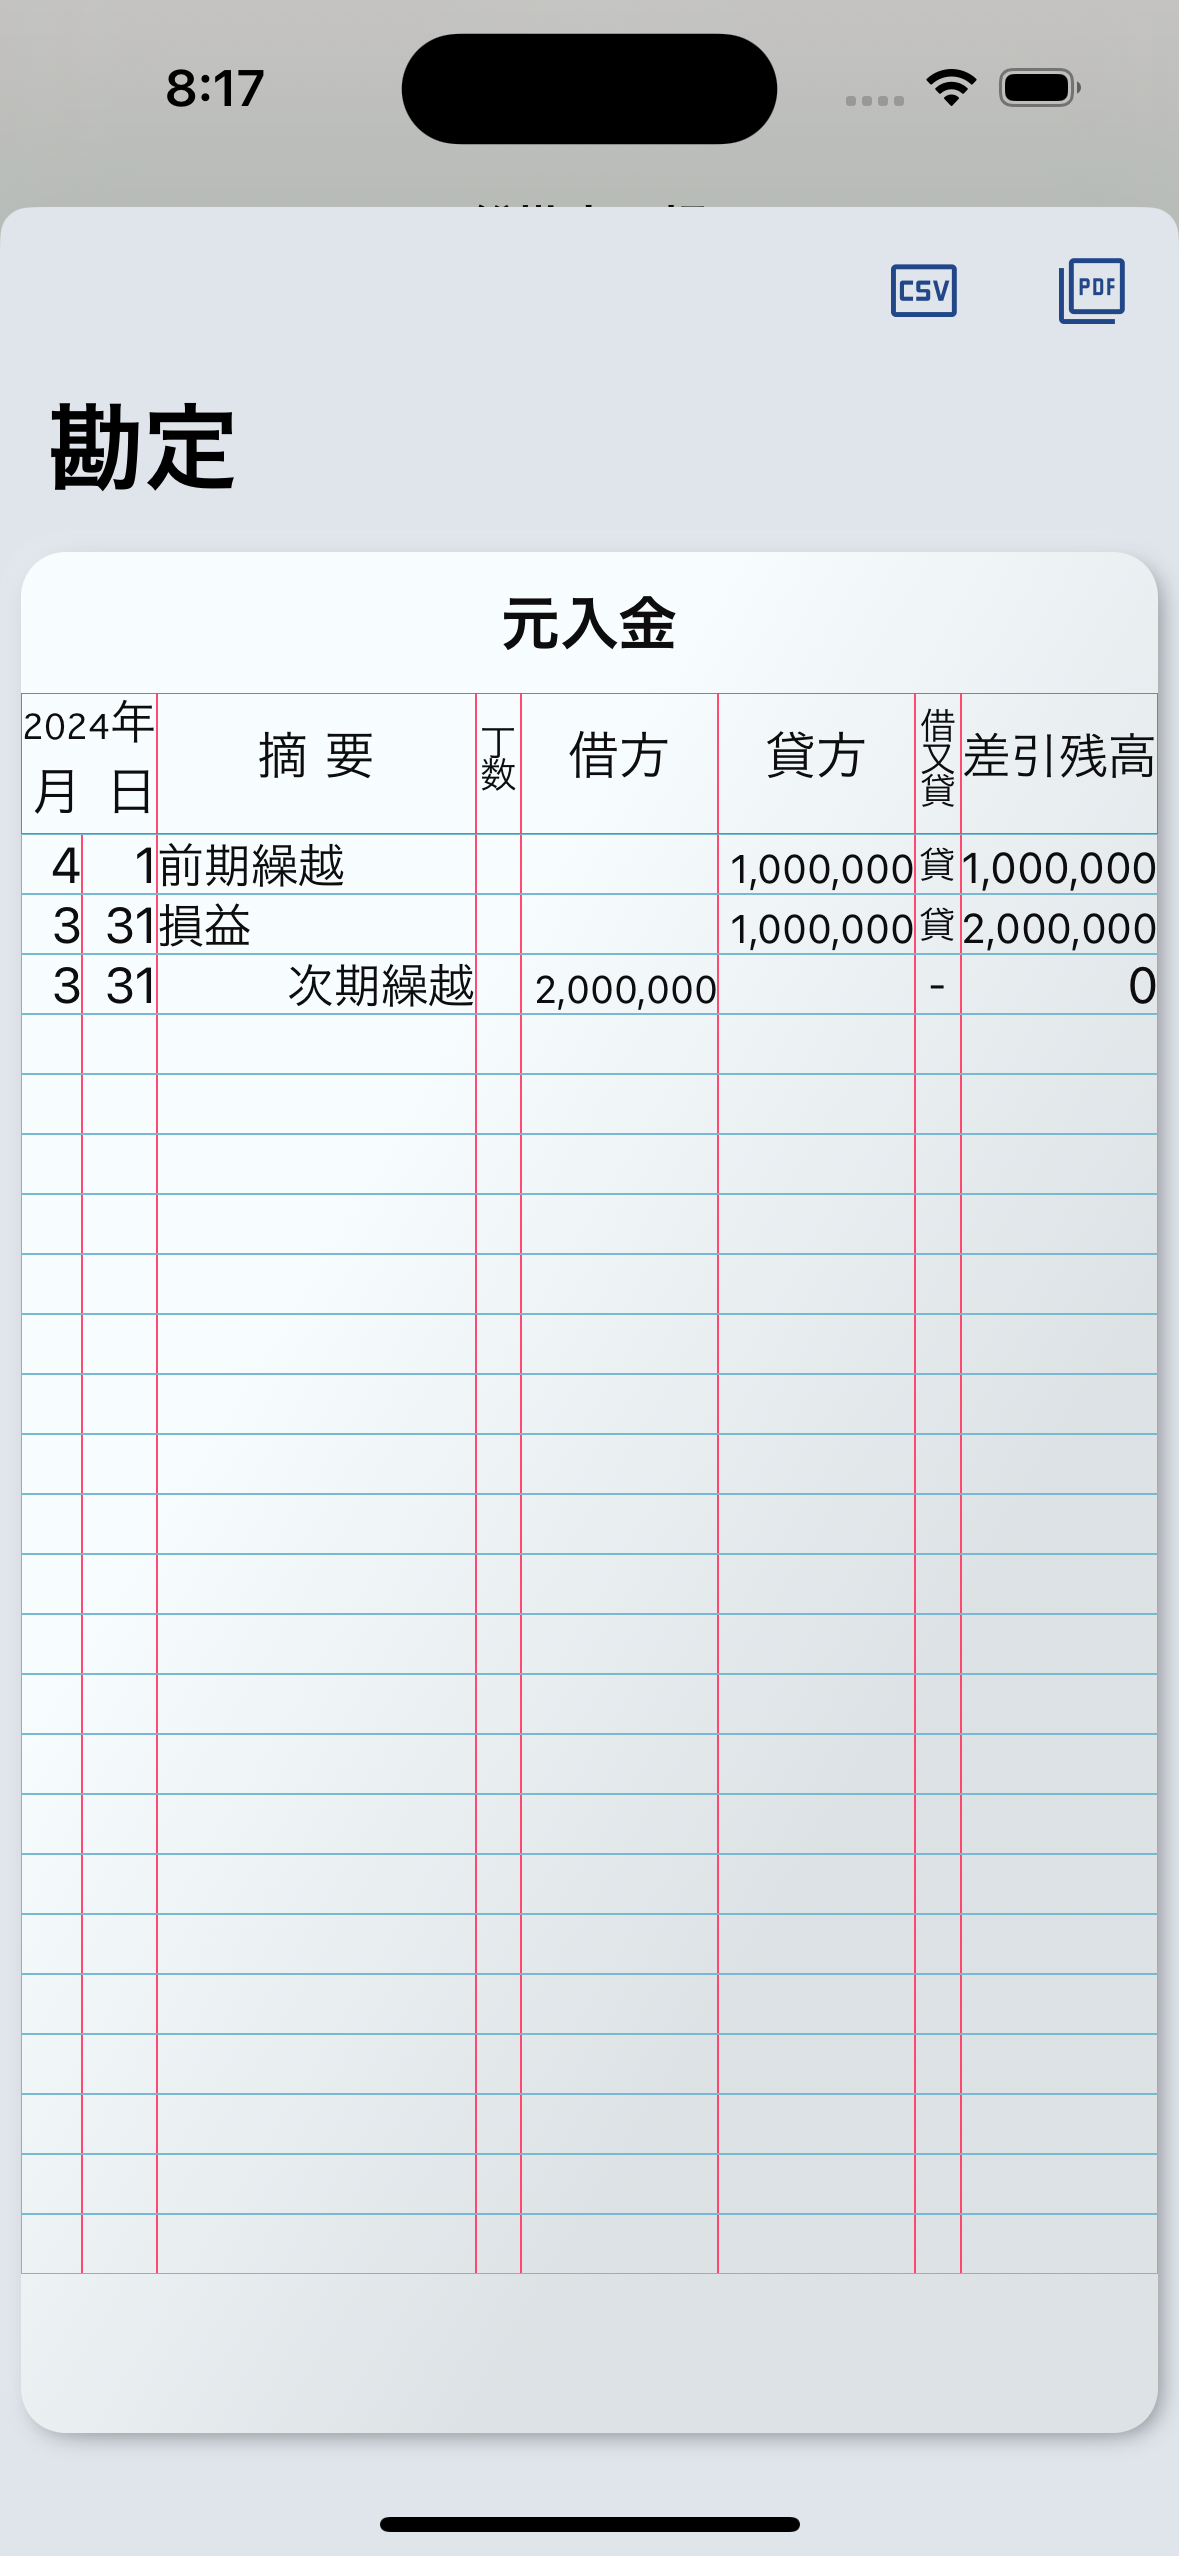 8:17
CSV PDF
勘定
元入金
2024年
月 日 摘要 丁数 借方 貸方 借又貸 差引残高
4 1 前期繰越 1,000,000 貸 1,000,000
3 31 損益 1,000,000 貸 2,000,000
3 31 次期繰越 2,000,000 - 0